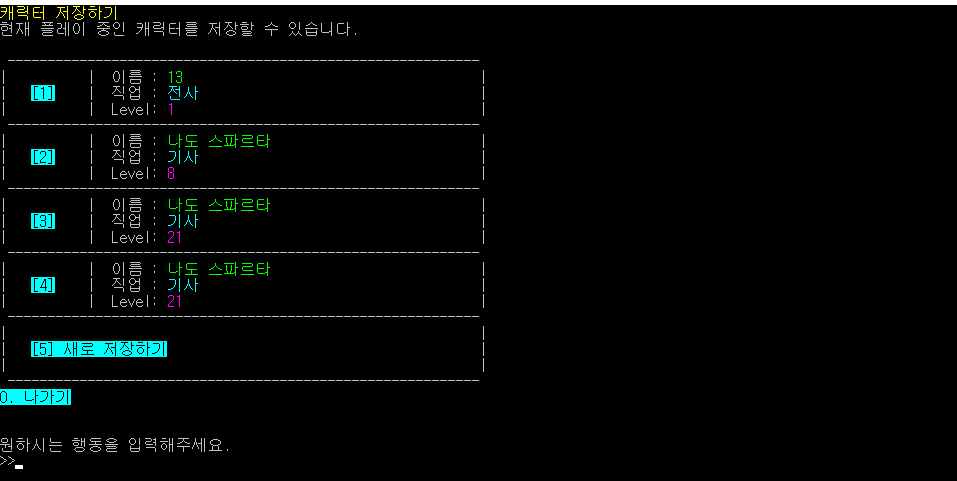 캐릭터 저장하기
현재 플레이 중인 캐릭터를 저장할 수 있습니다.
이름 : 13
[1] 직업 : 전사
Level: 1
이름 : 나도 스파르타
[2] 직업 : 기사
Level: 8
이름 : 나도 스파르타
[3] 직업 : 기사
Level: 21
이름 : 나도 스파르타
[4] 직업 : 기사
Level: 21
[5] 새로 저장하기
0. 나가기
원하시는 행동을 입력해주세요.
>>